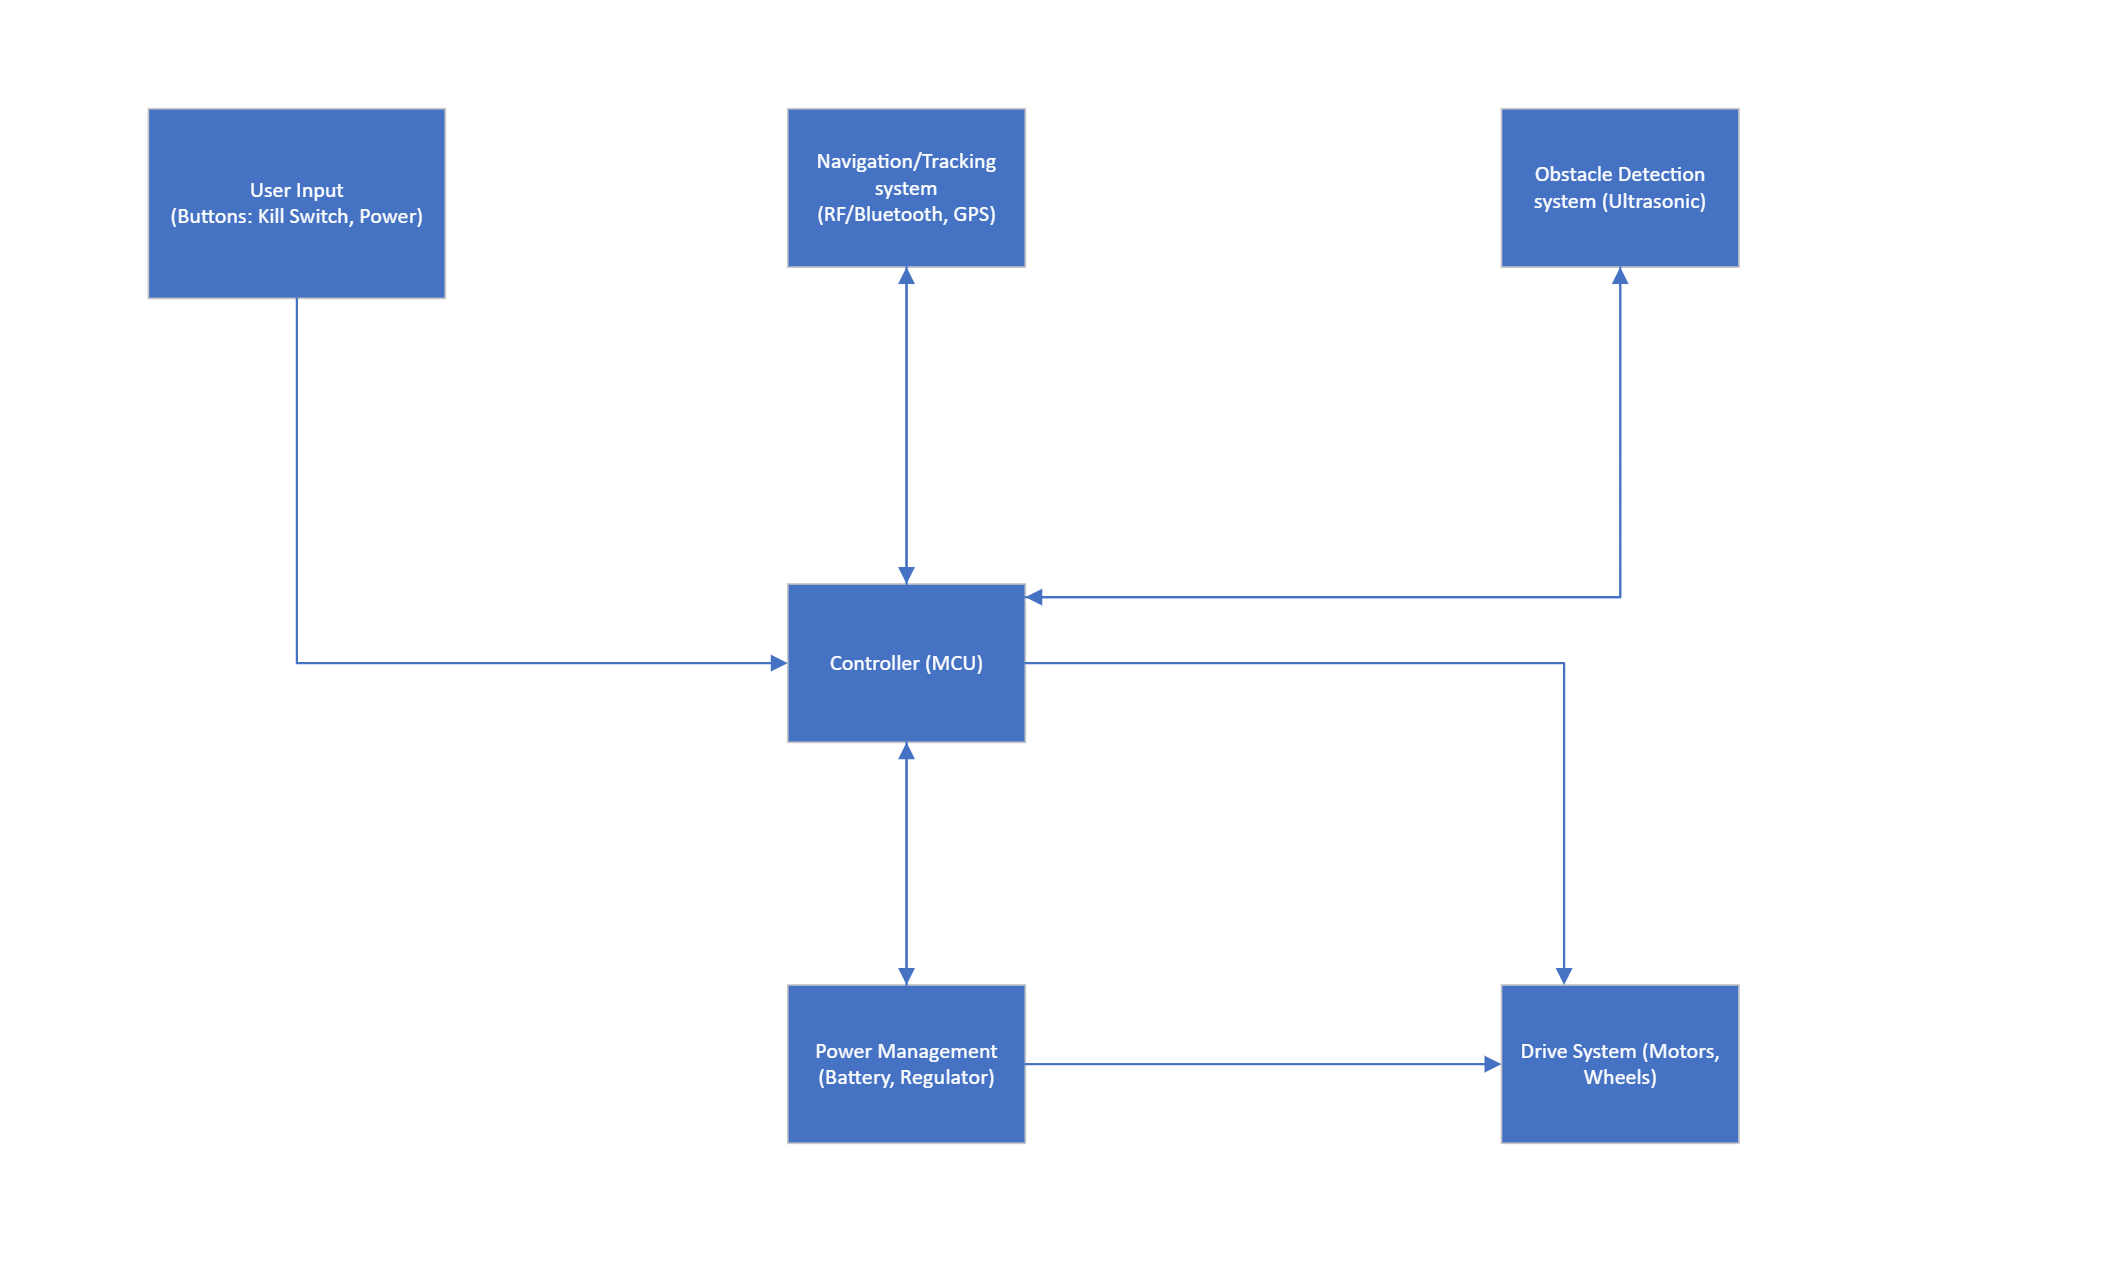 User Input
(Buttons: Kill Switch, Power)
Navigation/Tracking
system
(RF/Bluetooth, GPS)
Obstacle Detection
system (Ultrasonic)
Controller (MCU)
Power Management
(Battery, Regulator)
Drive System (Motors,
Wheels)